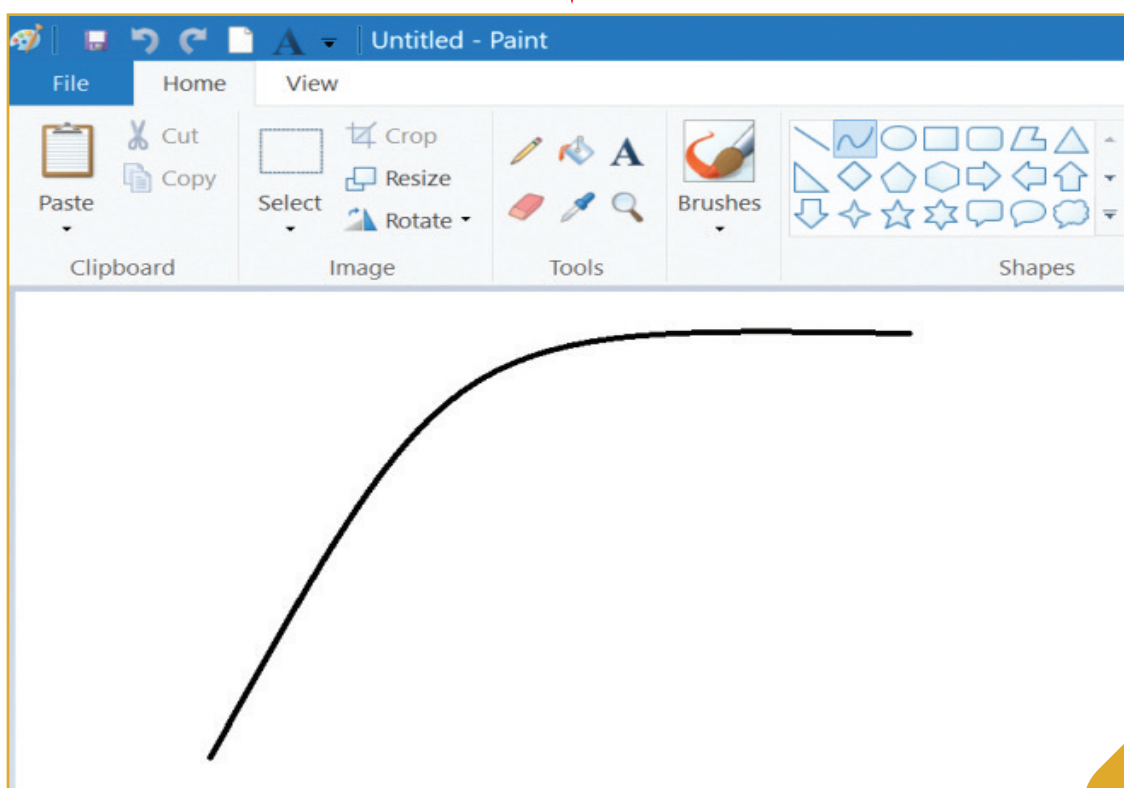 Untitled - Paint
File Home View
Cut
Copy
Paste
Clipboard
Select
Crop
Resize
Rotate
Image
A
Tools
Brushes
Shapes